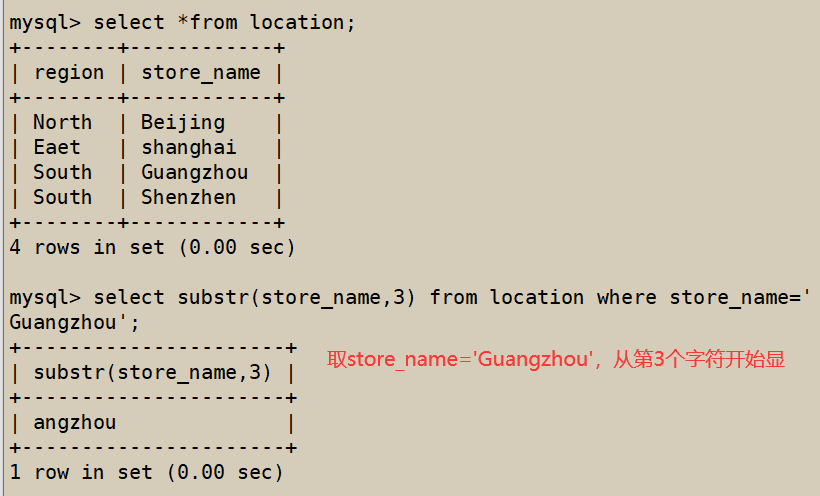 mysql> select *from location;
+--------+------------+
| region | store_name |
+--------+------------+
| North  | Beijing    |
| Eaet   | shanghai   |
| South  | Guangzhou  |
| South  | Shenzhen   |
+--------+------------+
4 rows in set (0.00 sec)

mysql> select substr(store_name,3) from location where store_name='
Guangzhou';
+----------------------+
| substr(store_name,3) |
+----------------------+
| angzhou              |
+----------------------+
1 row in set (0.00 sec)
取store_name='Guangzhou'，从第3个字符开始显